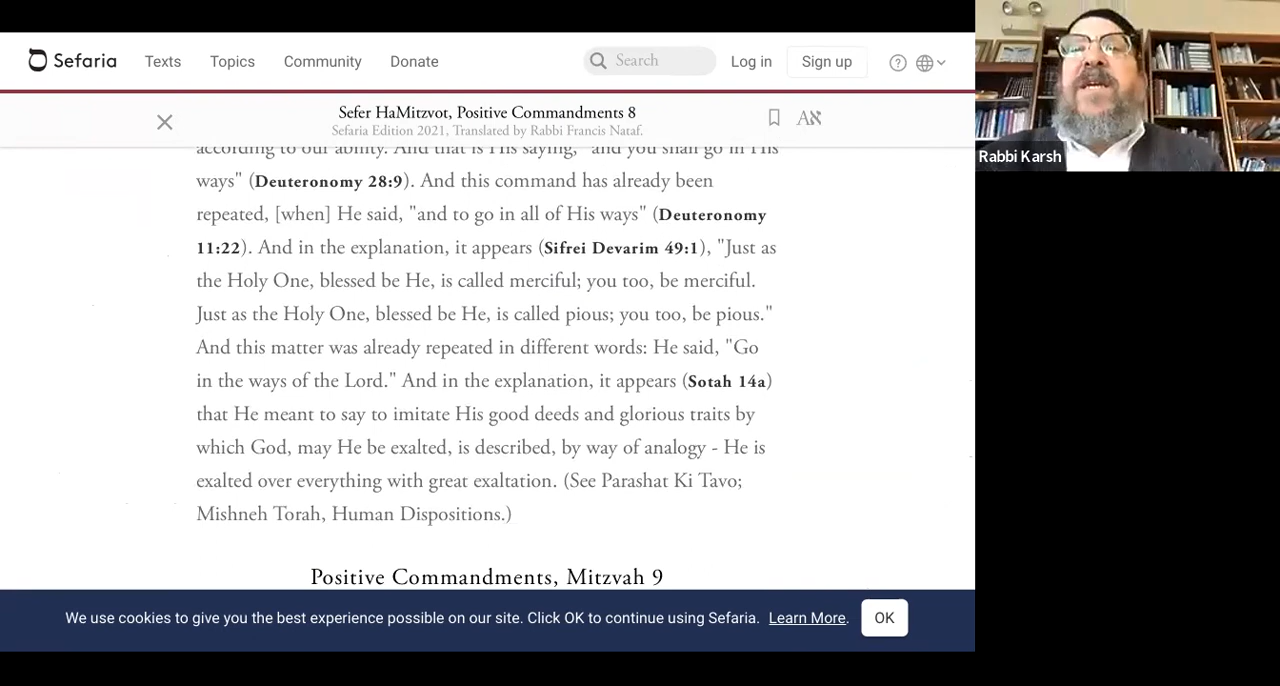 Sefaria Texts Topics Community Donate Search Log in Sign up
Sefer HaMitzvot, Positive Commandments 8
Sefaria Edition 2021, Translated by Rabbi Francis Nataf.
Aא
according to our ability. And that is His saying, "and you shall go in His
ways" (Deuteronomy 28:9). And this command has already been
repeated, [when] He said, "and to go in all of His ways" (Deuteronomy
11:22). And in the explanation, it appears (Sifrei Devarim 49:1), "Just as
the Holy One, blessed be He, is called merciful; you too, be merciful.
Just as the Holy One, blessed be He, is called pious; you too, be pious."
And this matter was already repeated in different words: He said, "Go
in the ways of the Lord." And in the explanation, it appears (Sotah 14a)
that He meant to say to imitate His good deeds and glorious traits by
which God, may He be exalted, is described, by way of analogy - He is
exalted over everything with great exaltation. (See Parashat Ki Tavo;
Mishneh Torah, Human Dispositions.)
Positive Commandments, Mitzvah 9
We use cookies to give you the best experience possible on our site. Click OK to continue using Sefaria. Learn More. OK
Rabbi Karsh